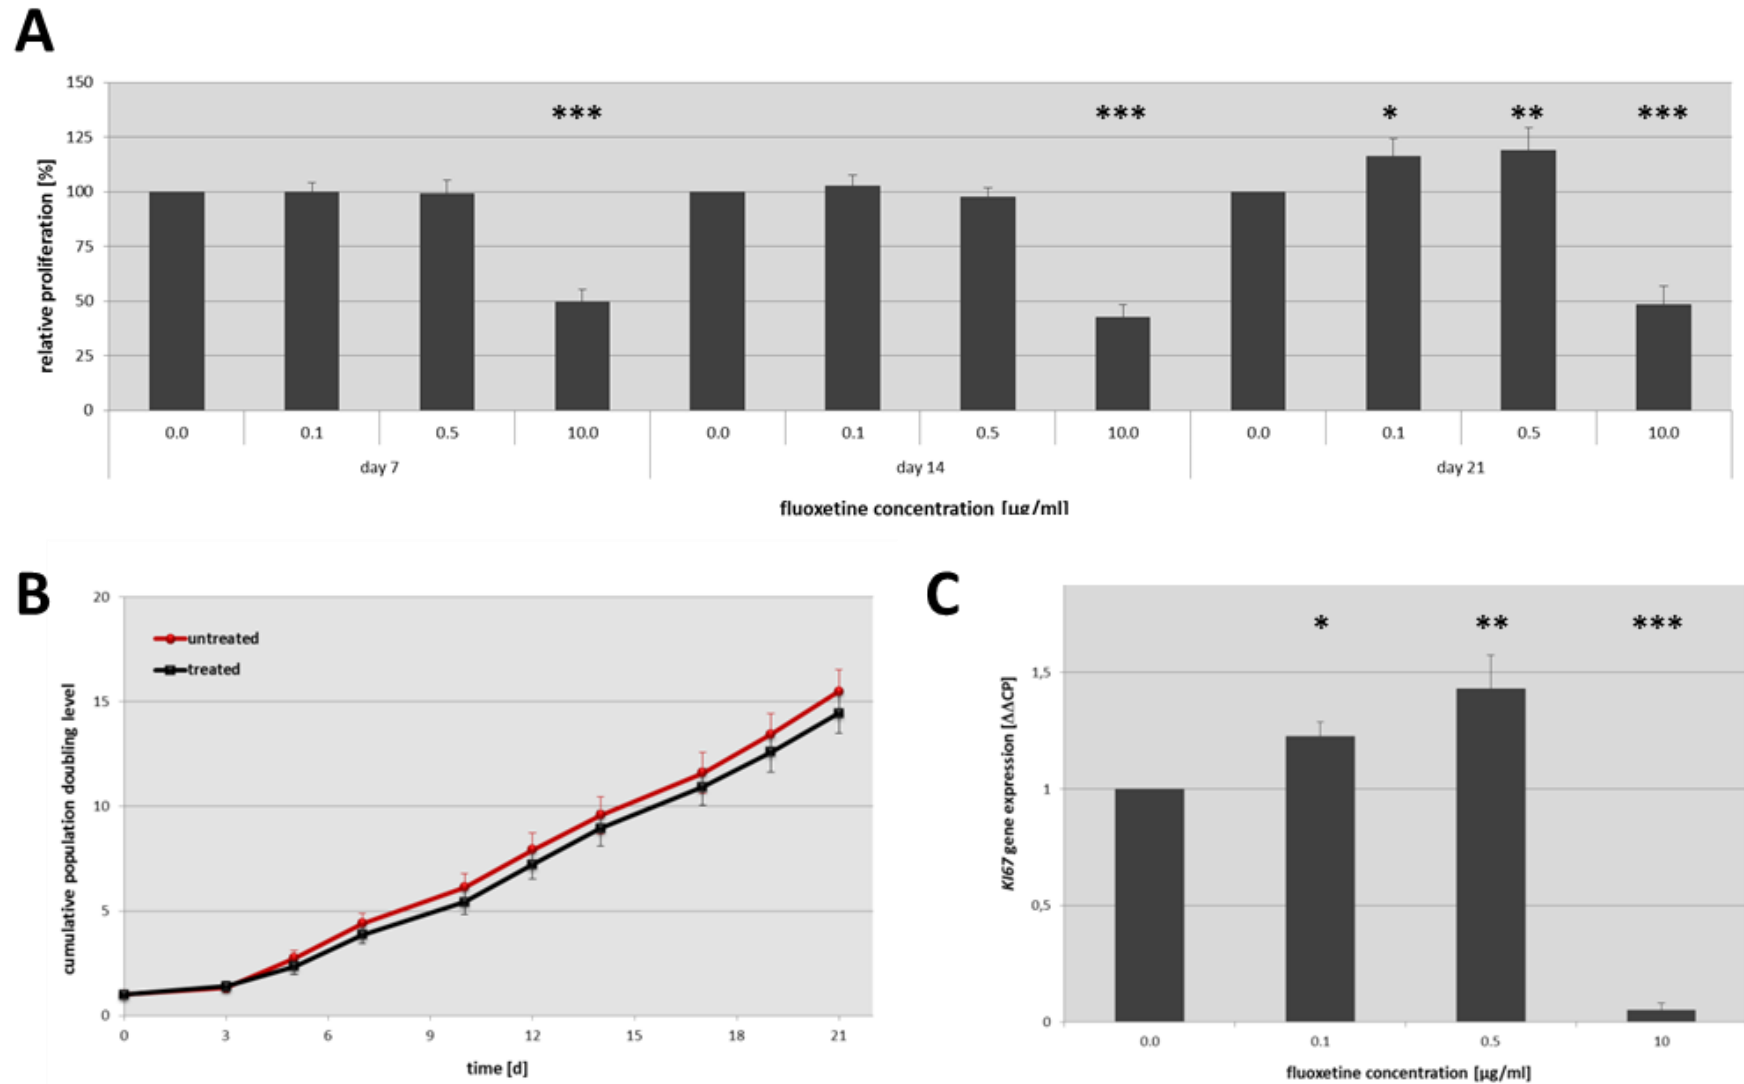 A
150
125
100
75
50
25
0
relative proliferation [%]
*** *** * ** ***
0.0 0.1 0.5 10.0 0.0 0.1 0.5 10.0 0.0 0.1 0.5 10.0
day 7 day 14 day 21
fluoxetine concentration [µg/ml]
B
20
15
10
5
0
cumulative population doubling level
untreated
treated
0 3 6 9 12 15 18 21
time [d]
C
* ** ***
1,5
1
0,5
0
KI67 gene expression [ΔΔCP]
0.0 0.1 0.5 10
fluoxetine concentration [µg/ml]